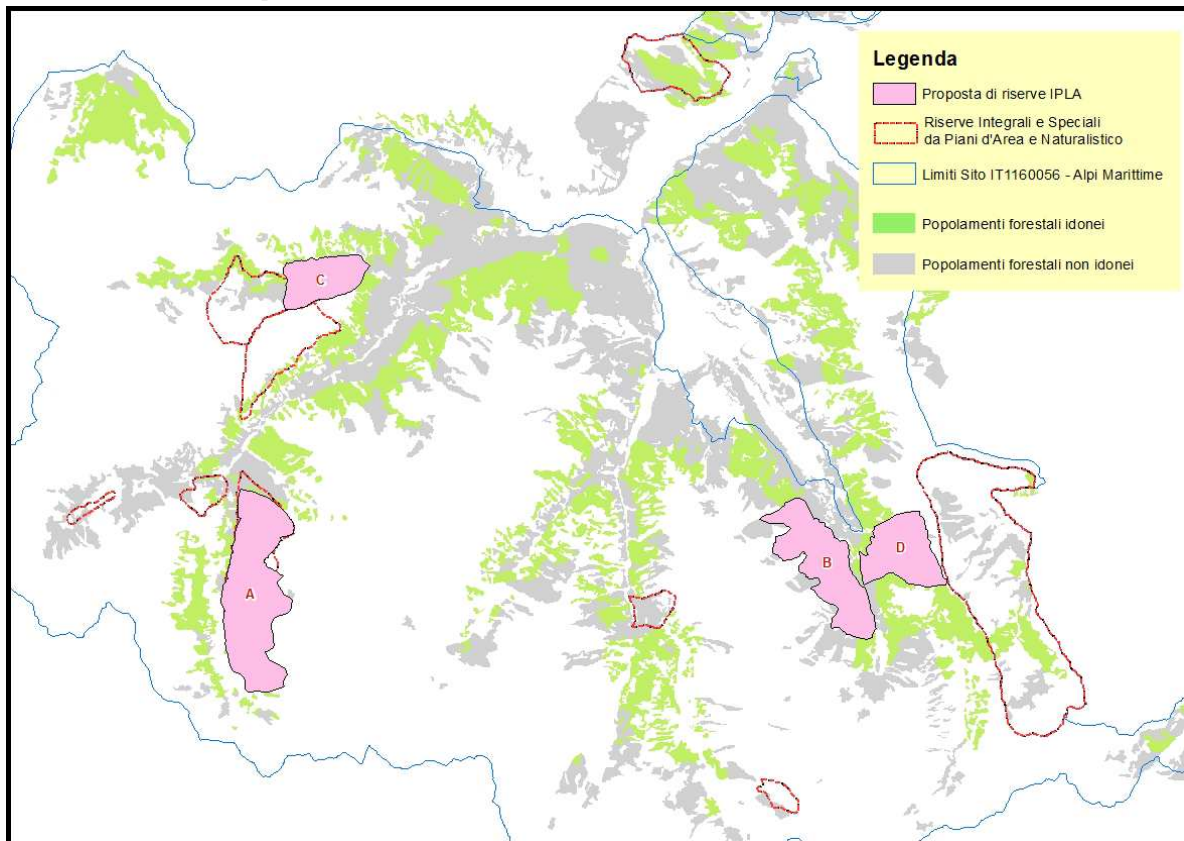 Legenda
Proposta di riserve IPLA
Riserve Integrali e Speciali
da Piani d'Area e Naturalistico
Limiti Sito IT1160056 - Alpi Marittime
Popolamenti forestali idonei
Popolamenti forestali non idonei
C
A
B
D